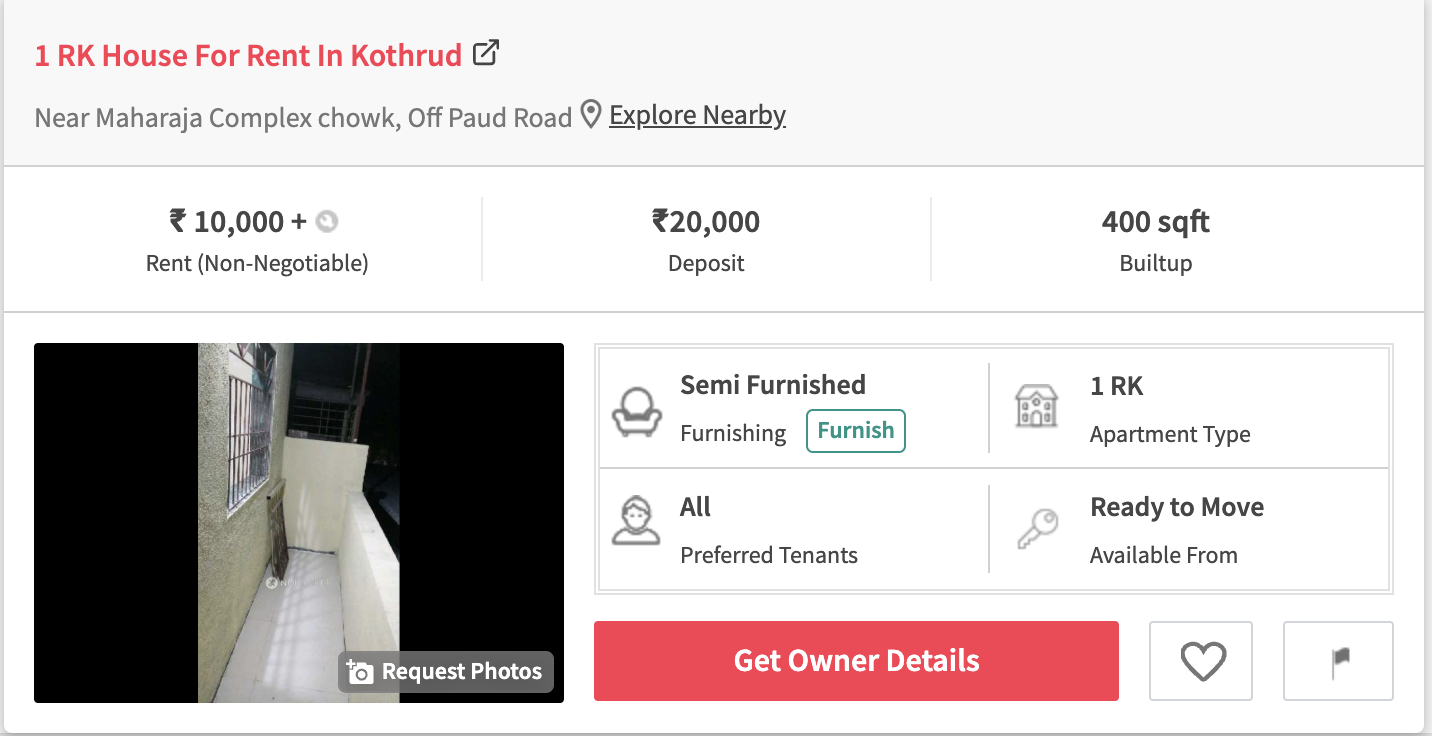 1 RK House For Rent In Kothrud
Near Maharaja Complex chowk, Off Paud Road Explore Nearby
₹ 10,000 +
Rent (Non-Negotiable)
₹20,000
Deposit
400 sqft
Builtup
Semi Furnished
Furnishing Furnish
1 RK
Apartment Type
All
Preferred Tenants
Ready to Move
Available From
Request Photos
Get Owner Details